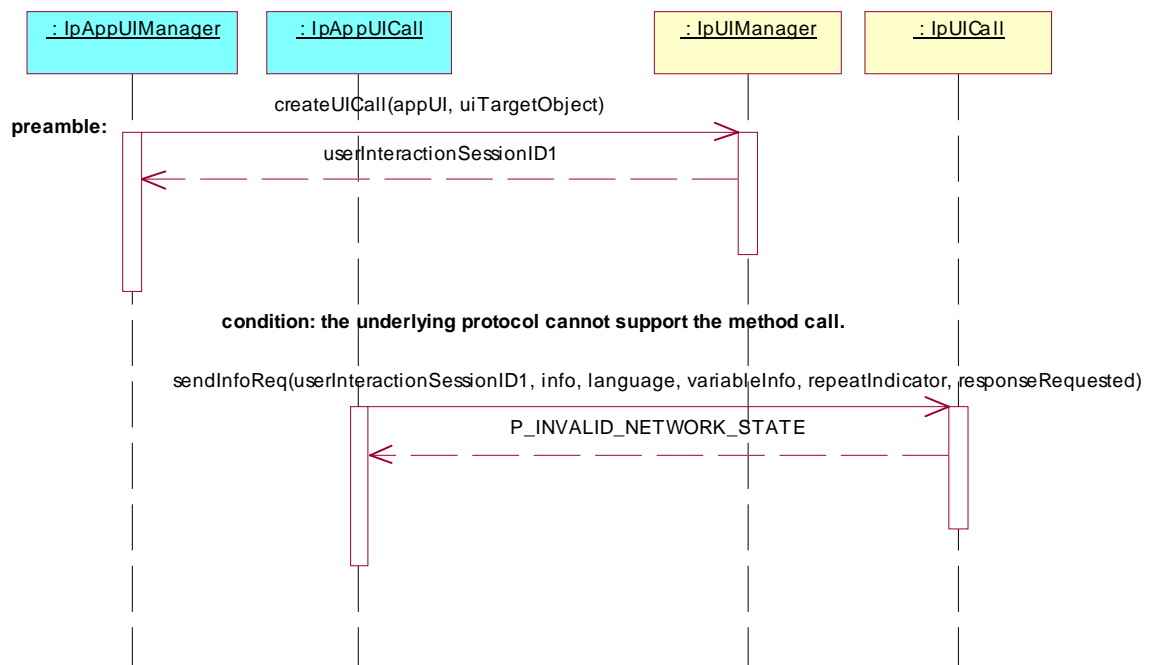 : IpAppUIManager
: IpAppUICall
: IpUIManager
: IpUICall
createUICall(appUI, uiTargetObject)
preamble:
userInteractionSessionID1
condition: the underlying protocol cannot support the method call.
sendInfoReq(userInteractionSessionID1, info, language, variableInfo, repeatIndicator, responseRequested)
P_INVALID_NETWORK_STATE